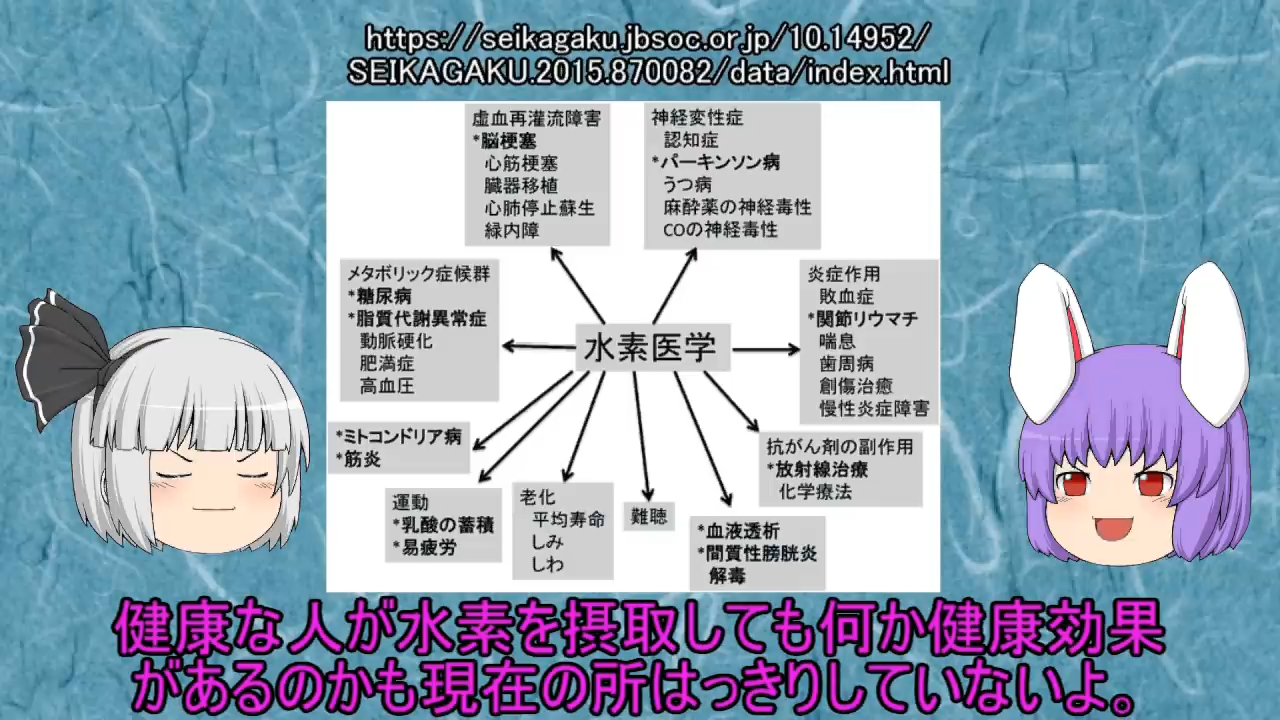 https://seikagaku.jbsoc.or.jp/10.14952/
SEIKAGAKU.2015.870082/data/index.html
虚血再灌流障害
*脳梗塞
心筋梗塞
臓器移植
心肺停止蘇生
緑内障
神経変性症
認知症
*パーキンソン病
うつ病
麻酔薬の神経毒性
COの神経毒性
メタボリック症候群
*糖尿病
*脂質代謝異常症
動脈硬化
肥満症
高血圧
水素医学
炎症作用
敗血症
*関節リウマチ
喘息
歯周病
創傷治癒
慢性炎症障害
*ミトコンドリア病
*筋炎
運動
*乳酸の蓄積
*易疲労
老化
平均寿命
しみ
しわ
難聴
*血液透析
*間質性膀胱炎
解毒
抗がん剤の副作用
*放射線治療
化学療法
健康な人が水素を摂取しても何か健康効果
があるのかも現在の所はっきりしていないよ。